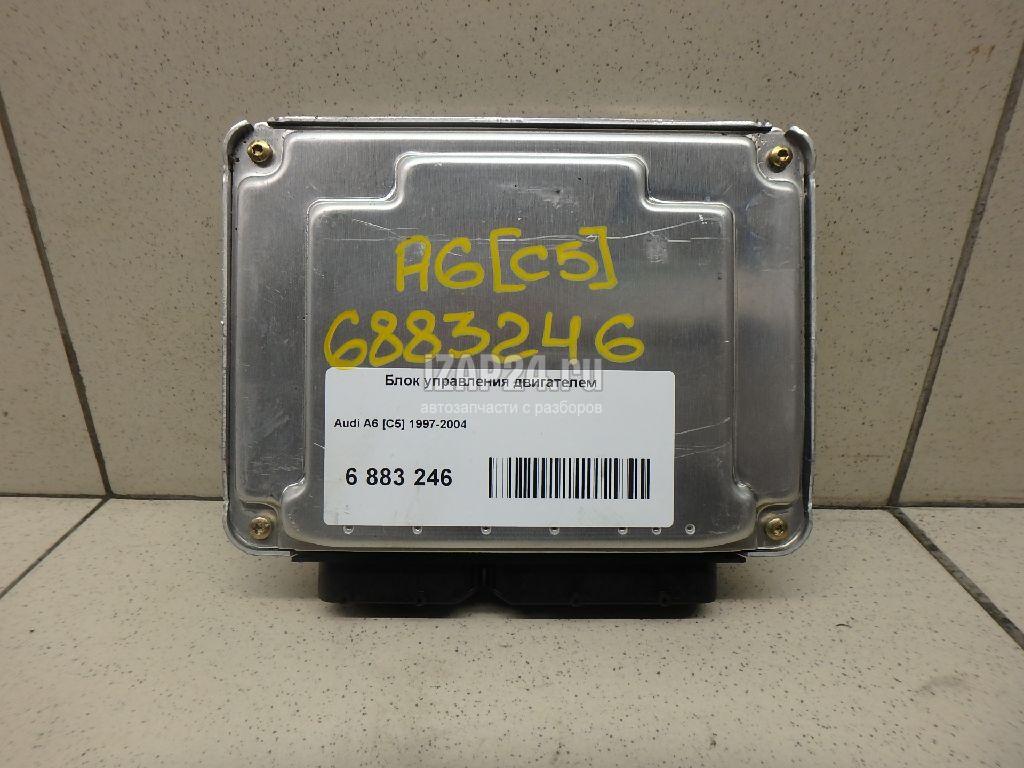 A6[C5]
6883246
iZAP24.ru
Блок управления двигателем
автозапчасти с разборов
Audi A6 [C5] 1997-2004
6 883 246